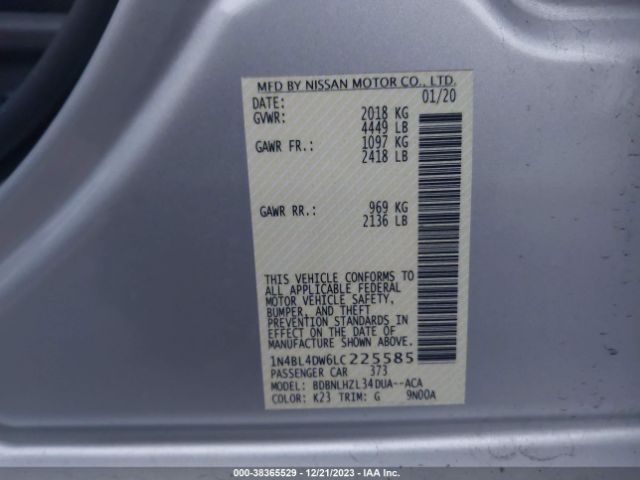 MFD BY NISSAN MOTOR CO., LTD.
DATE: 01/20
GVWR: 2018 KG
4449 LB
GAWR FR.: 1097 KG
2418 LB
GAWR RR.: 969 KG
2136 LB
THIS VEHICLE CONFORMS TO
ALL APPLICABLE FEDERAL
MOTOR VEHICLE SAFETY,
BUMPER, AND THEFT
PREVENTION STANDARDS IN
EFFECT ON THE DATE OF
MANUFACTURE SHOWN ABOVE.
1N4BL4DW6LC225585
PASSENGER CAR 373
MODEL: BDBNLHZL34DUA--ACA
COLOR: K23 TRIM: G 9N00A
000-38365529 - 12/21/2023 - IAA Inc.